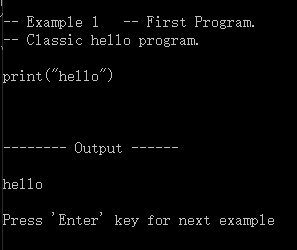 -- Example 1   -- First Program.
-- Classic hello program.
print("hello")
-------- Output ------
hello
Press 'Enter' key for next example